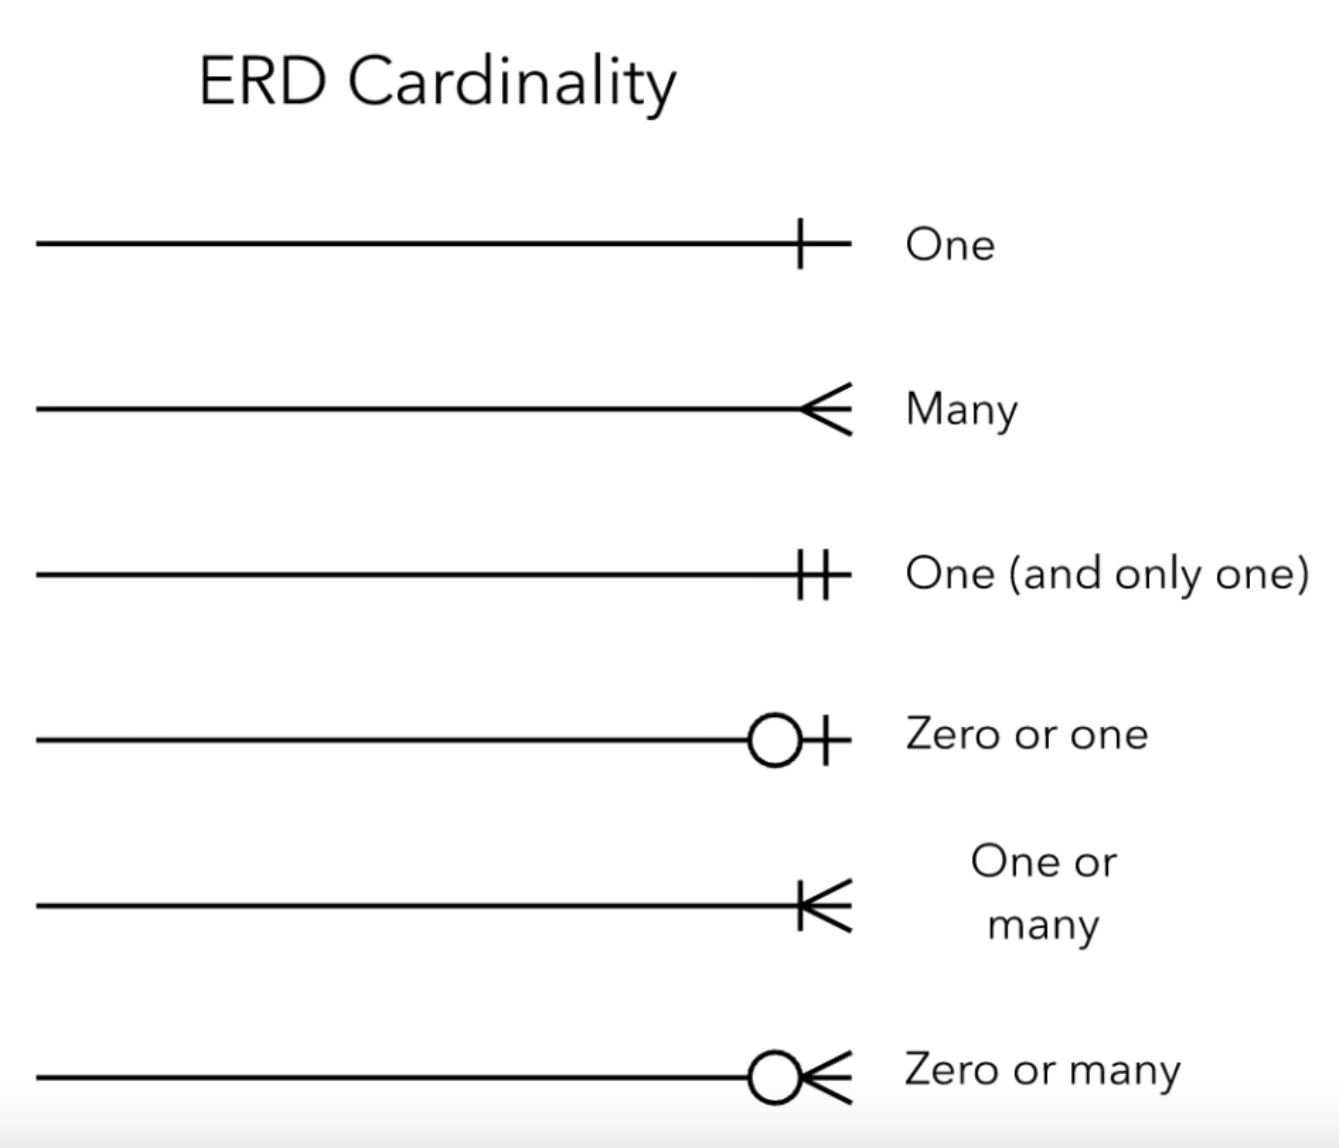 ERD Cardinality
One
Many
One (and only one)
Zero or one
One or
many
Zero or many